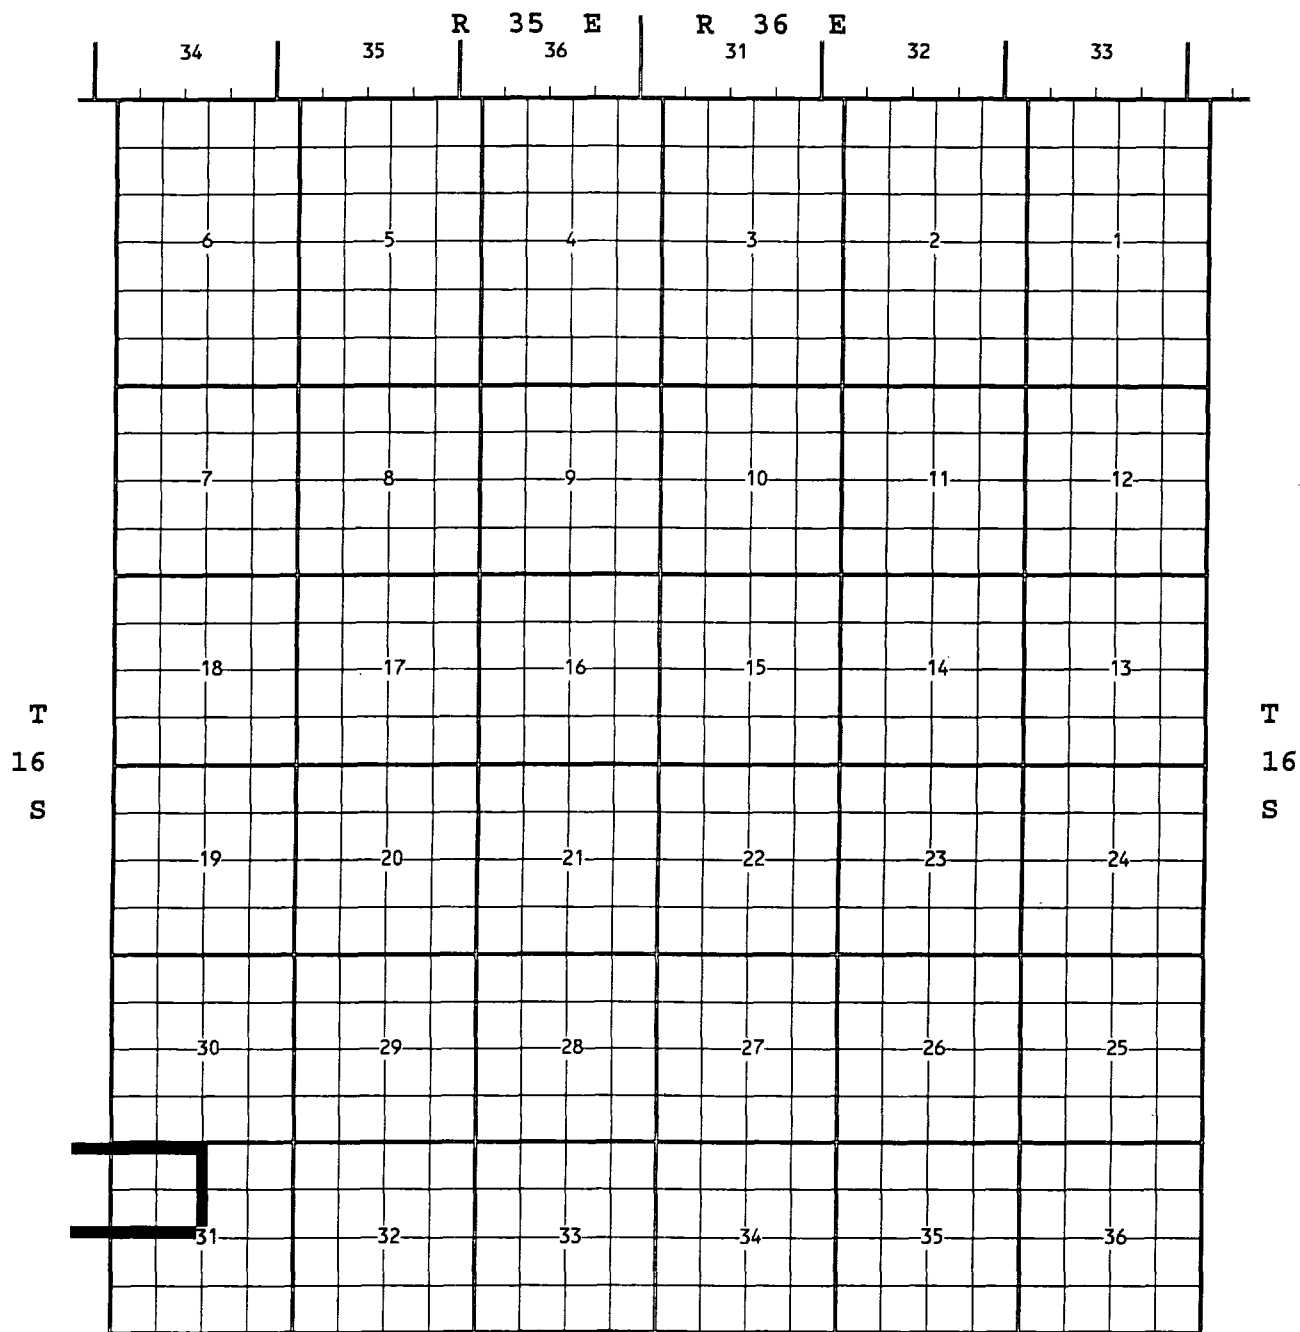 R 35 E R 36 E
34 35 36 31 32 33
6 5 4 3 2 1
7 8 9 10 11 12
18 17 16 15 14 13
T T
16 16
S S
19 20 21 22 23 24
30 29 28 27 26 25
31 32 33 34 35 36